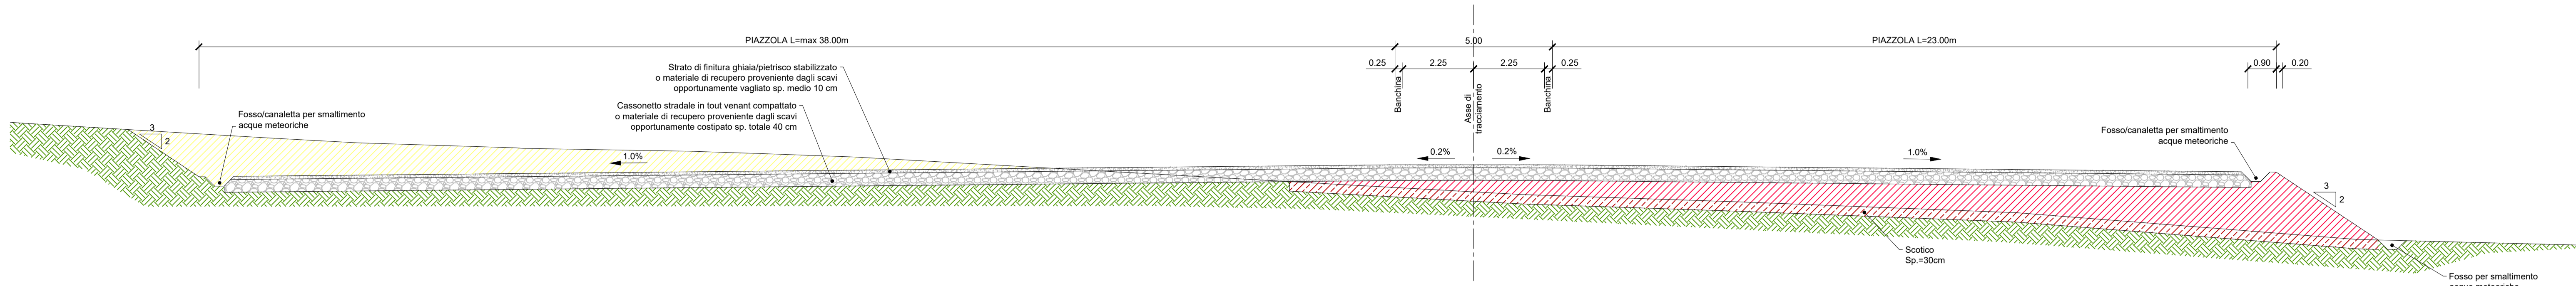 PIAZZOLA L=max 38.00m
5.00
PIAZZOLA L=23.00m
0.25
2.25
2.25
0.25
0.90
0.20
Banchina
Asse di
tracciamento
Banchina
Strato di finitura ghiaia/pietrisco stabilizzato
o materiale di recupero proveniente dagli scavi
opportunamente vagliato sp. medio 10 cm
Cassonetto stradale in tout venant compattato
o materiale di recupero proveniente dagli scavi
opportunamente costipato sp. totale 40 cm
Fosso/canaletta per smaltimento
acque meteoriche
3
2
1.0%
0.2%
0.2%
1.0%
Fosso/canaletta per smaltimento
acque meteoriche
3
2
Scotico
Sp.=30cm
Fosso per smaltimento
acque meteoriche